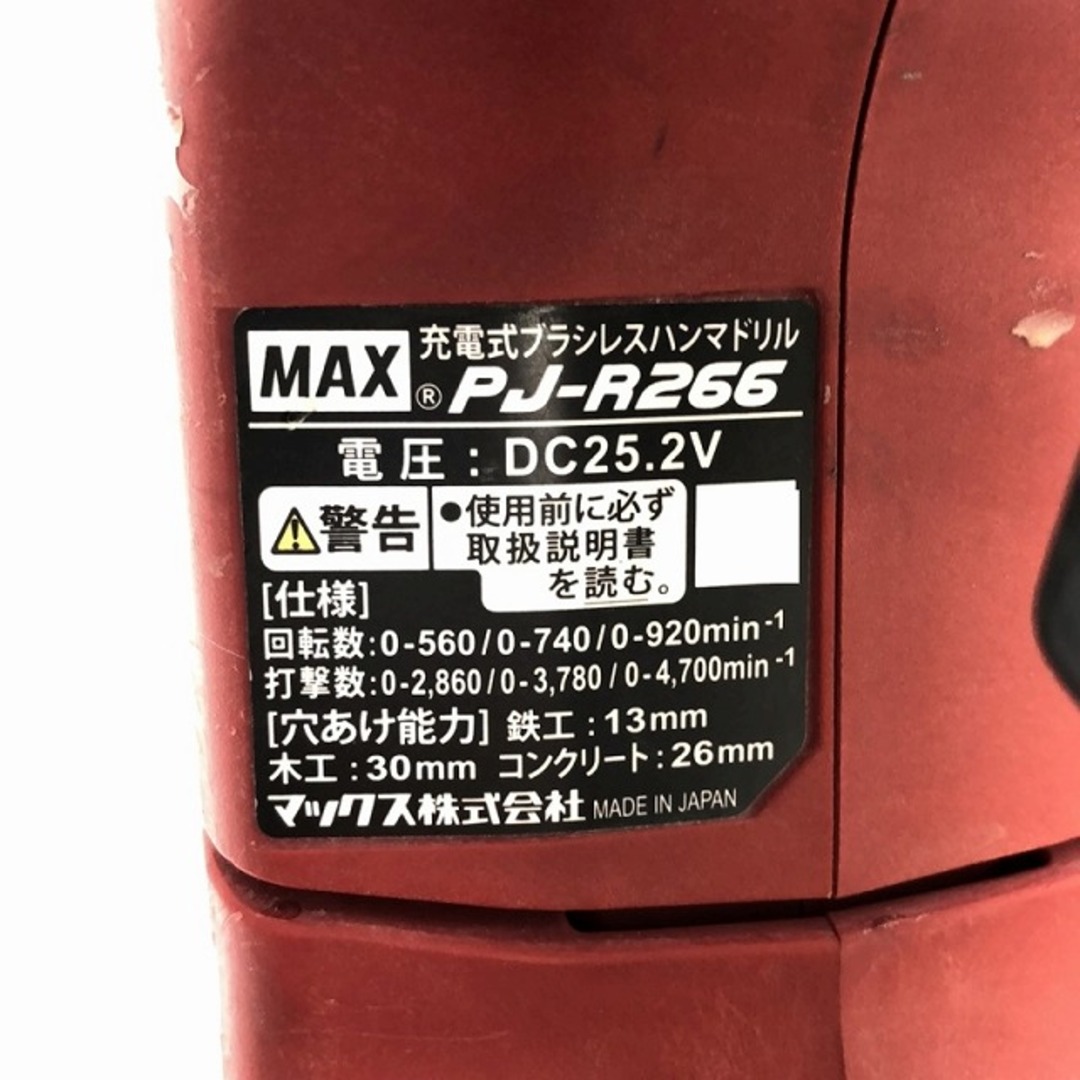 MAX ® 充電式ブラシレスハンマドリル
PJ-R266
電圧:DC25.2V
警告
●使用前に必ず
取扱説明書
を読む。
[仕様]
回転数:0-560/0-740/0-920min-1
打撃数:0-2,860/0-3,780/0-4,700min-1
[穴あけ能力] 鉄工:13mm
木工:30mm コンクリート:26mm
マックス株式会社 MADE IN JAPAN